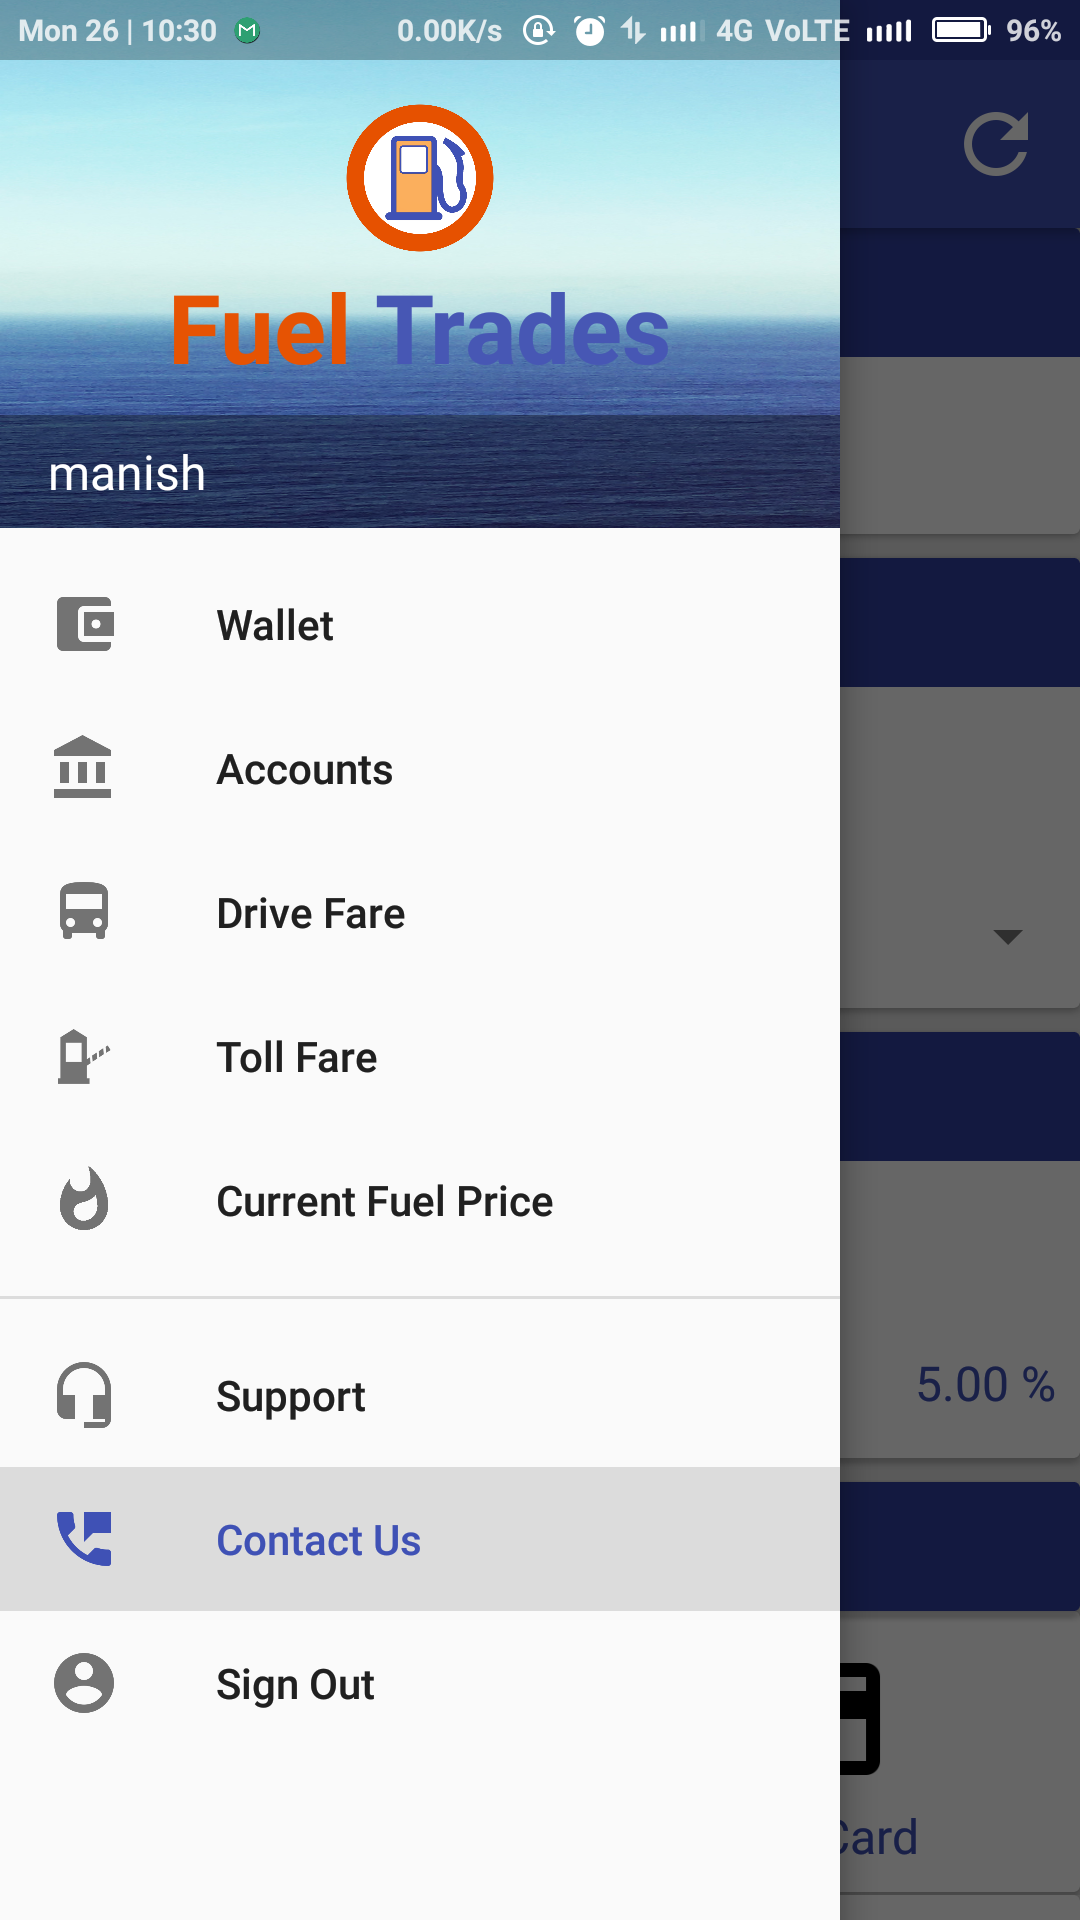 Mon 26 | 10:30 0.00K/s 4G VoLTE 96%
Fuel Trades
manish
Wallet
Accounts
Drive Fare
Toll Fare
Current Fuel Price
5.00 %
Support
Contact Us
Sign Out
Card